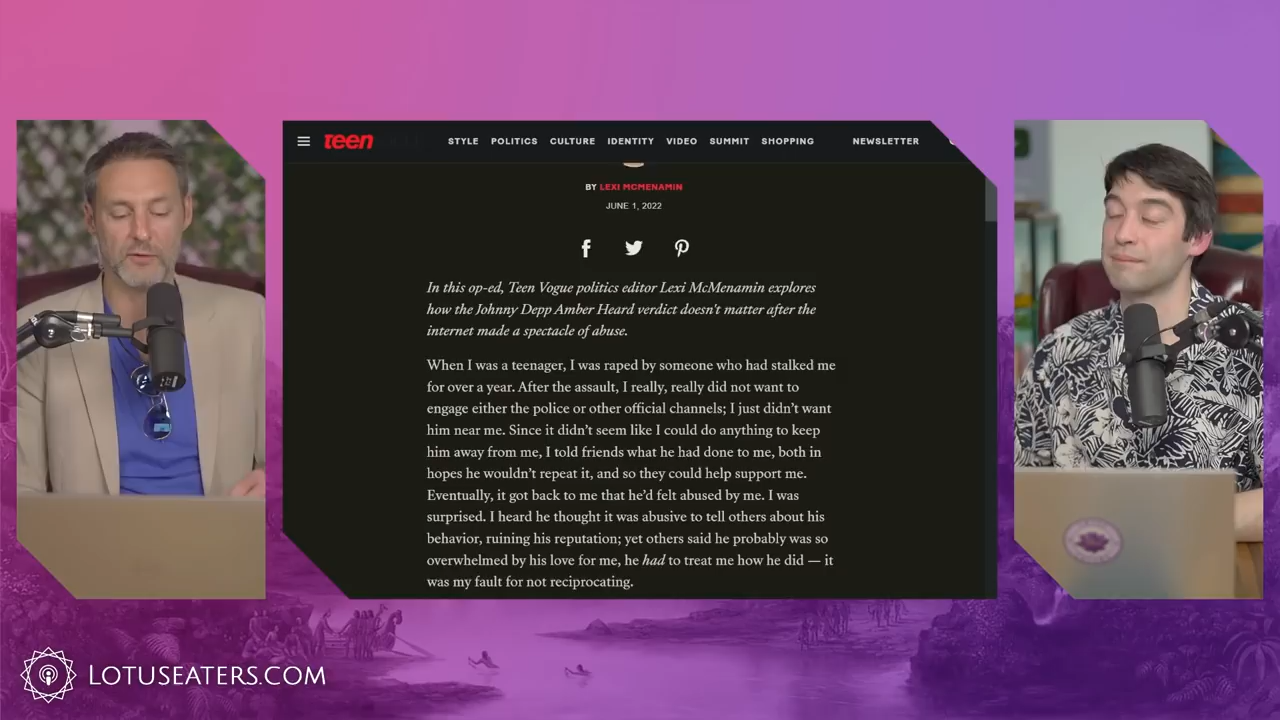 teen
STYLE POLITICS CULTURE IDENTITY VIDEO SUMMIT SHOPPING NEWSLETTER
BY LEXI MCMENAMIN
JUNE 1, 2022
In this op-ed, Teen Vogue politics editor Lexi McMenamin explores
how the Johnny Depp Amber Heard verdict doesn't matter after the
internet made a spectacle of abuse.
When I was a teenager, I was raped by someone who had stalked me
for over a year. After the assault, I really, really did not want to
engage either the police or other official channels; I just didn't want
him near me. Since it didn't seem like I could do anything to keep
him away from me, I told friends what he had done to me, both in
hopes he wouldn't repeat it, and so they could help support me.
Eventually, it got back to me that he'd felt abused by me. I was
surprised. I heard he thought it was abusive to tell others about his
behavior, ruining his reputation; yet others said he probably was so
overwhelmed by his love for me, he had to treat me how he did — it
was my fault for not reciprocating.
LOTUSEATERS.COM